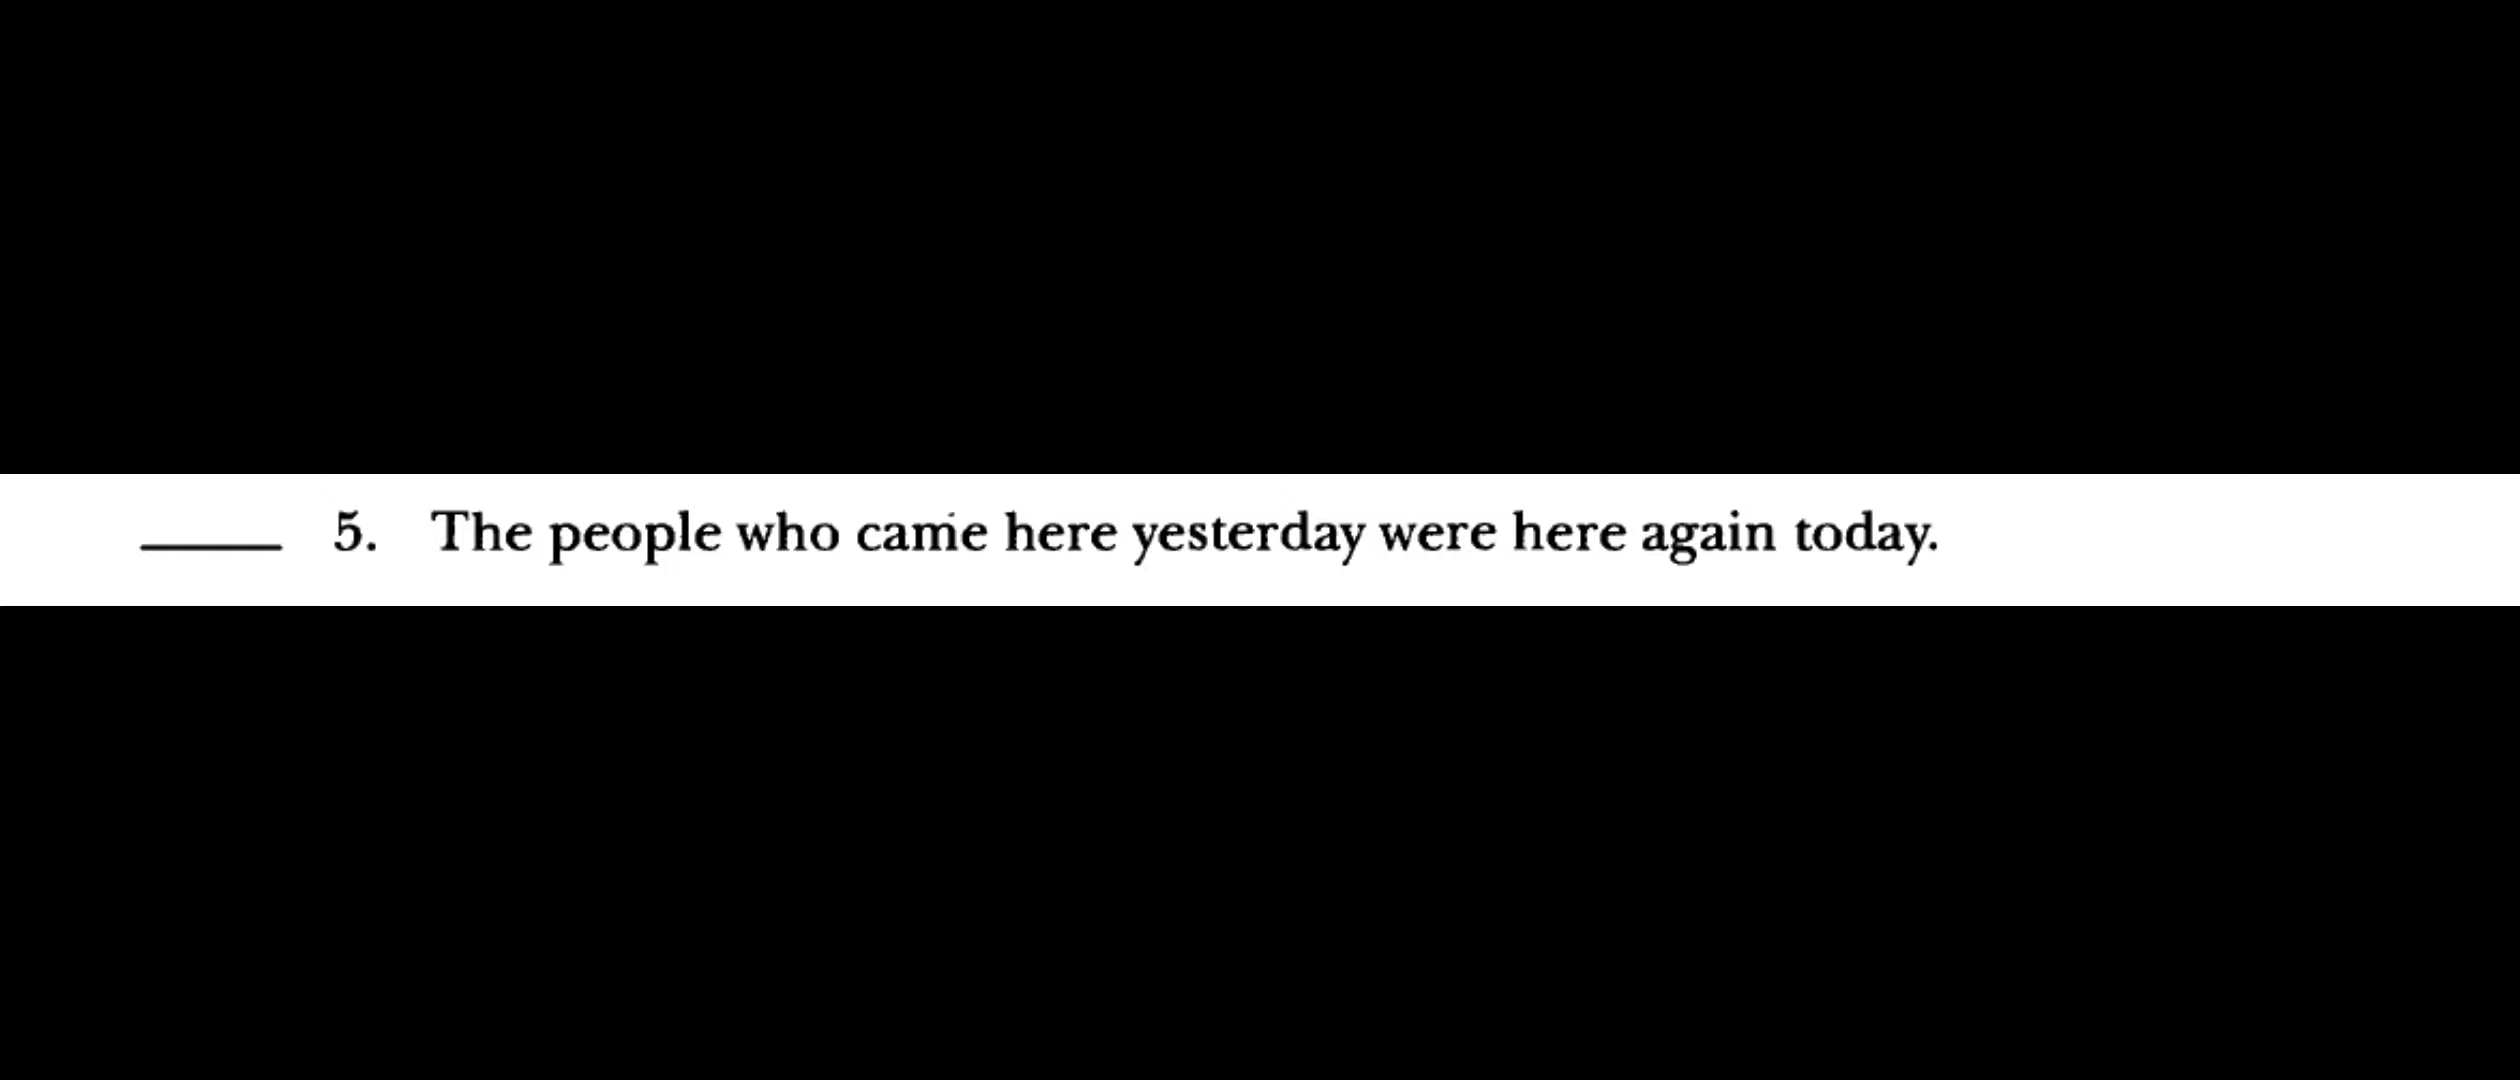 _____ 5. The people who came here yesterday were here again today.